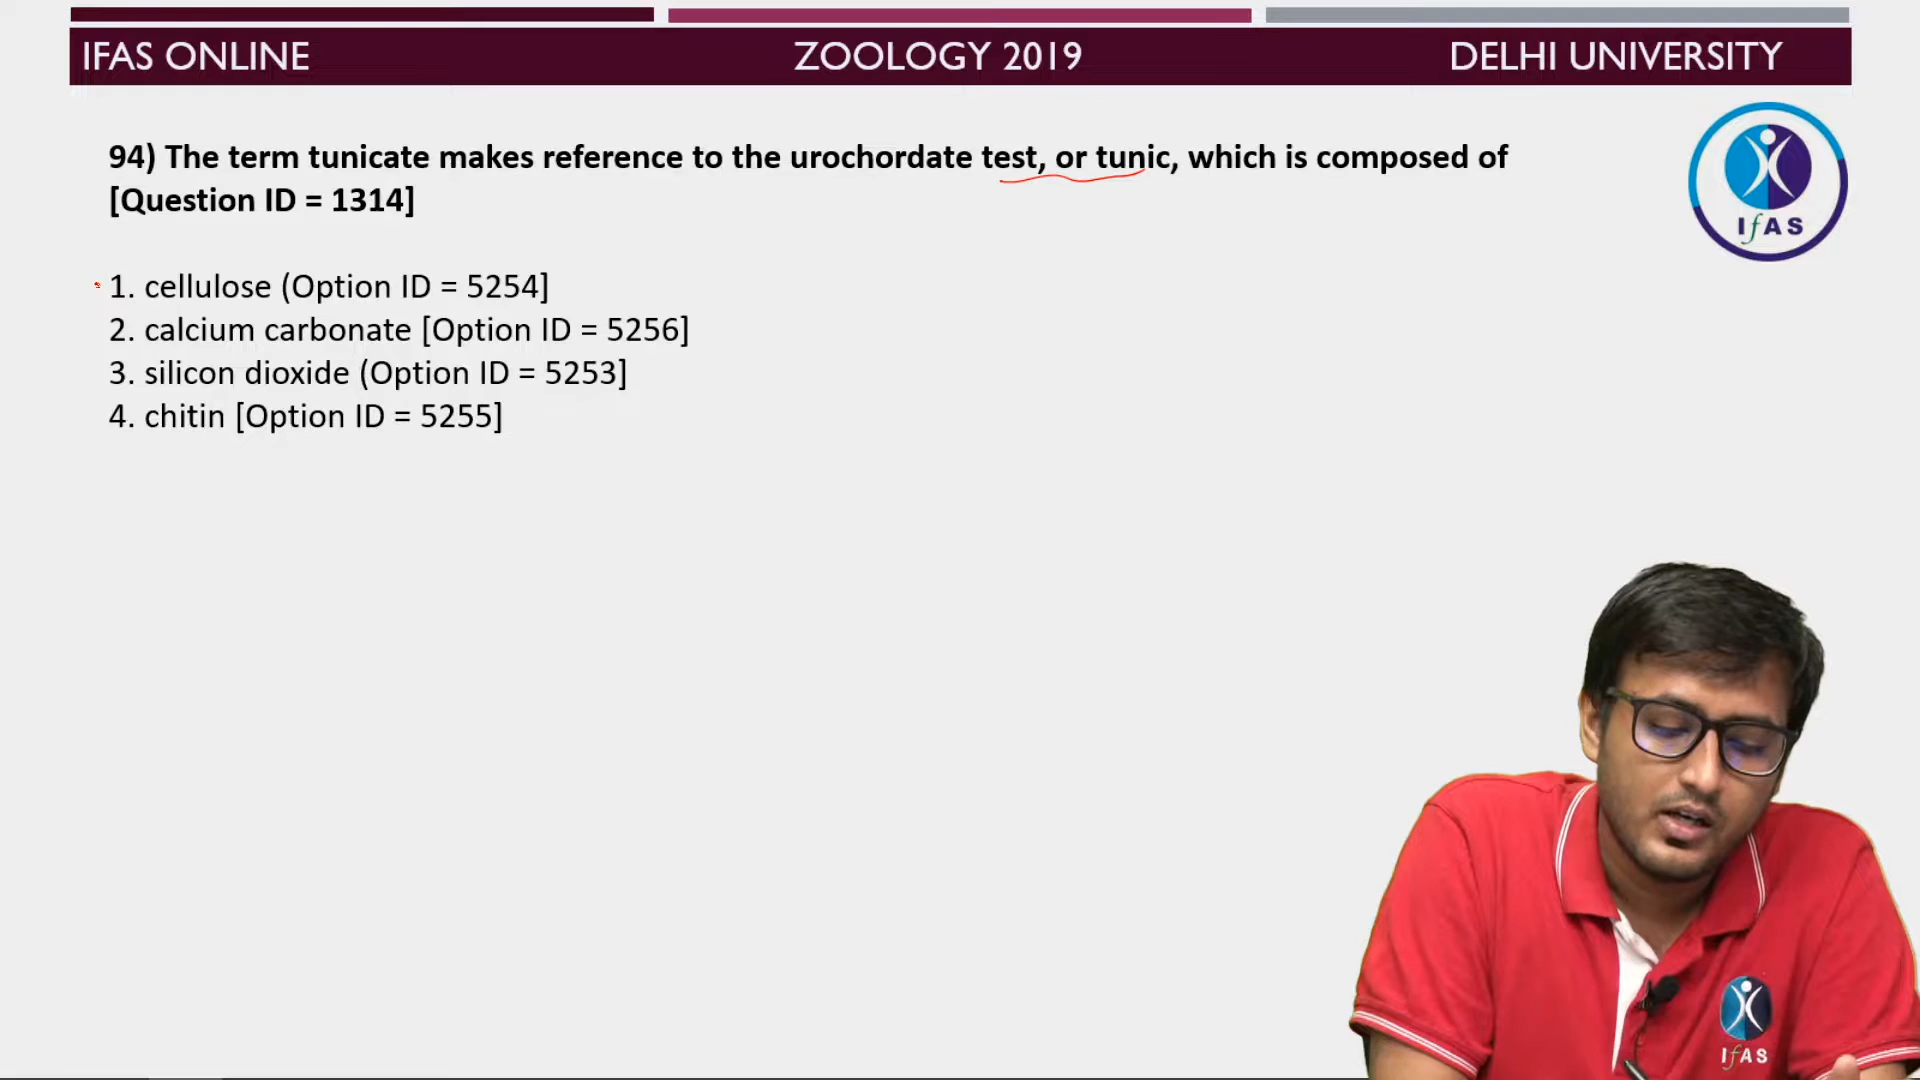 IFAS ONLINE ZOOLOGY 2019 DELHI UNIVERSITY
94) The term tunicate makes reference to the urochordate test, or tunic, which is composed of
[Question ID = 1314]
IfAS
1. cellulose (Option ID = 5254]
2. calcium carbonate [Option ID = 5256]
3. silicon dioxide (Option ID = 5253]
4. chitin [Option ID = 5255]
IfAS